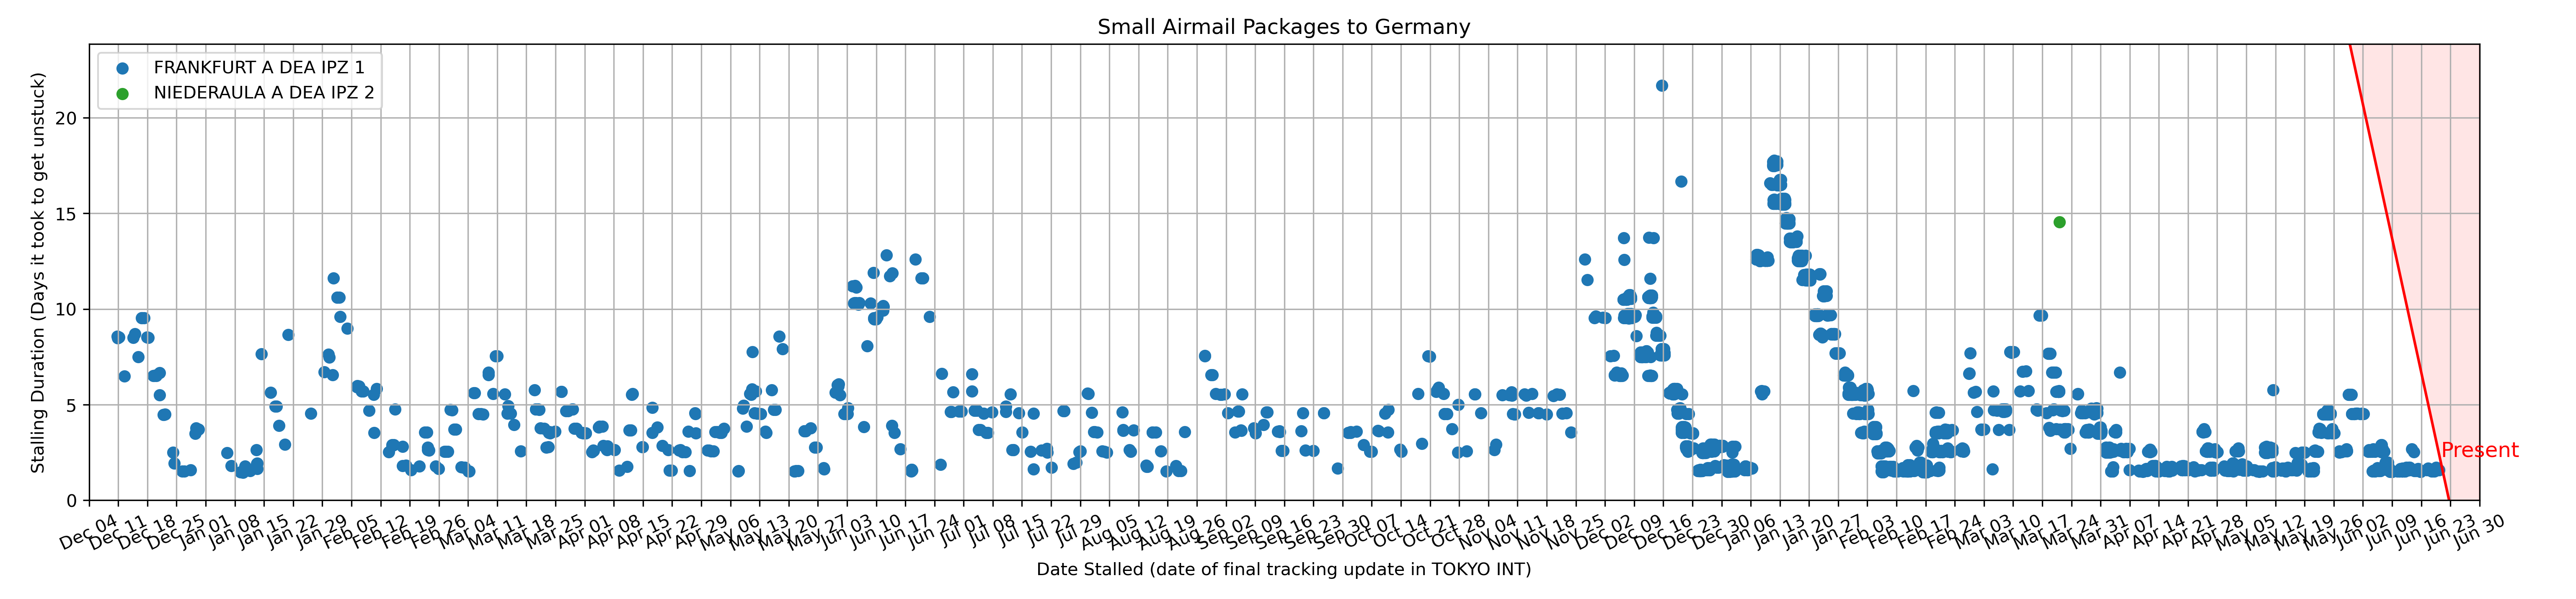 Small Airmail Packages to Germany
FRANKFURT A DEA IPZ 1
NIEDERAULA A DEA IPZ 2
Stalling Duration (Days it took to get unstuck)
20
15
10
5
0
Present
Dec 04
Dec 11
Dec 18
Dec 25
Jan 01
Jan 08
Jan 15
Jan 22
Jan 29
Feb 05
Feb 12
Feb 19
Feb 26
Mar 04
Mar 11
Mar 18
Mar 25
Apr 01
Apr 08
Apr 15
Apr 22
Apr 29
May 06
May 13
May 20
May 27
Jun 03
Jun 10
Jun 17
Jun 24
Jul 01
Jul 08
Jul 15
Jul 22
Jul 29
Aug 05
Aug 12
Aug 19
Aug 26
Sep 02
Sep 09
Sep 16
Sep 23
Sep 30
Oct 07
Oct 14
Oct 21
Oct 28
Nov 04
Nov 11
Nov 18
Nov 25
Dec 02
Dec 09
Dec 16
Dec 23
Dec 30
Jan 06
Jan 13
Jan 20
Jan 27
Feb 03
Feb 10
Feb 17
Feb 24
Mar 03
Mar 10
Mar 17
Mar 24
Mar 31
Apr 07
Apr 14
Apr 21
Apr 28
May 05
May 12
May 19
May 26
Jun 02
Jun 09
Jun 16
Jun 23
Jun 30
Date Stalled (date of final tracking update in TOKYO INT)